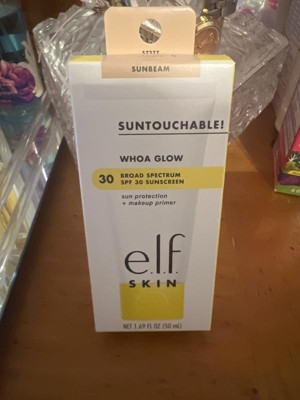 SUNBEAM
SUNTOUCHABLE!
WHOA GLOW
30 BROAD SPECTRUM
SPF 30 SUNSCREEN
sun protection
+ makeup primer
e.l.f.
SKIN
NET 1.69 FL OZ (50 mL)